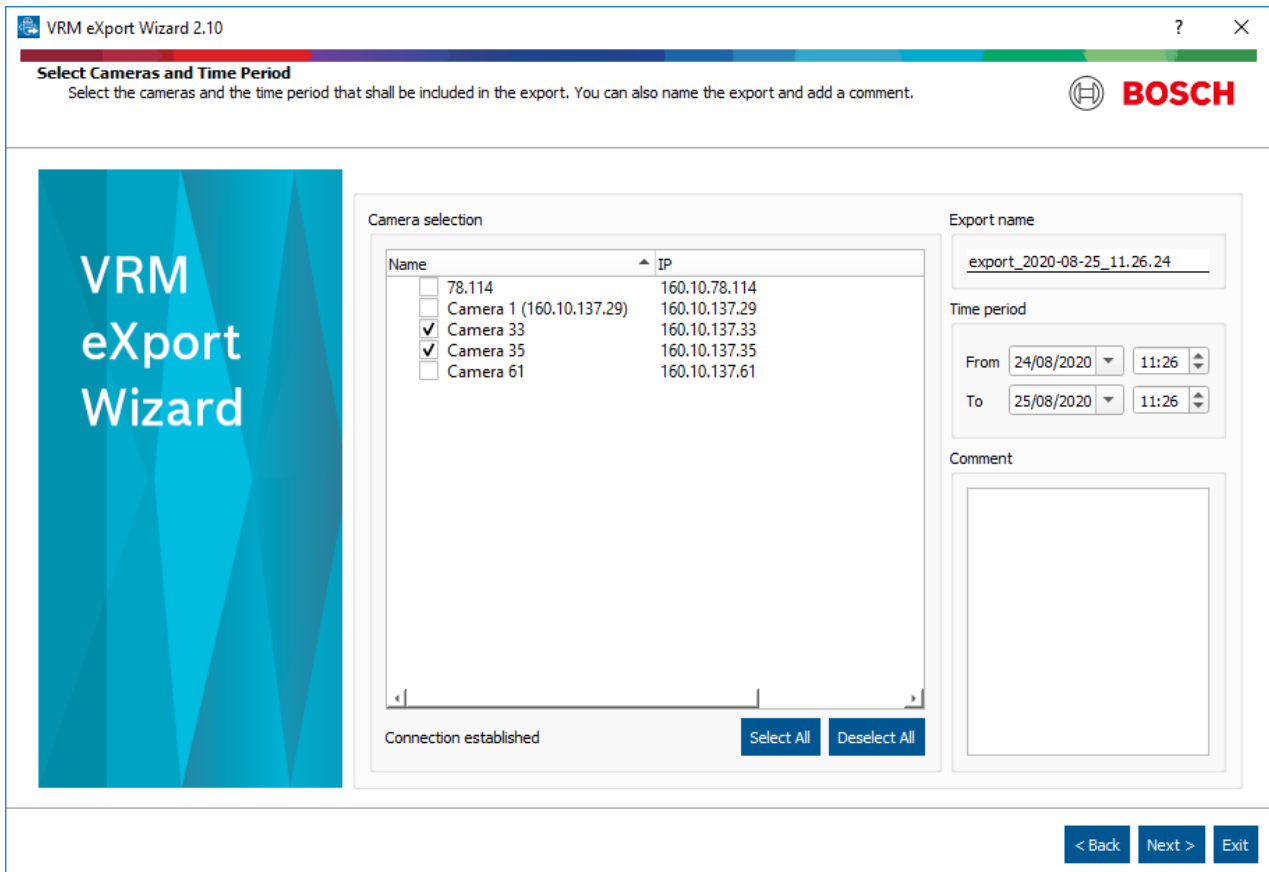 VRM eXport Wizard 2.10
?
Select Cameras and Time Period
Select the cameras and the time period that shall be included in the export. You can also name the export and add a comment.
BOSCH
VRM
eXport
Wizard
Camera selection
Name IP
78.114 160.10.78.114
Camera 1 (160.10.137.29) 160.10.137.29
Camera 33 160.10.137.33
Camera 35 160.10.137.35
Camera 61 160.10.137.61
Connection established
Select All
Deselect All
Export name
export_2020-08-25_11.26.24
Time period
From 24/08/2020 11:26
To 25/08/2020 11:26
Comment
< Back
Next >
Exit